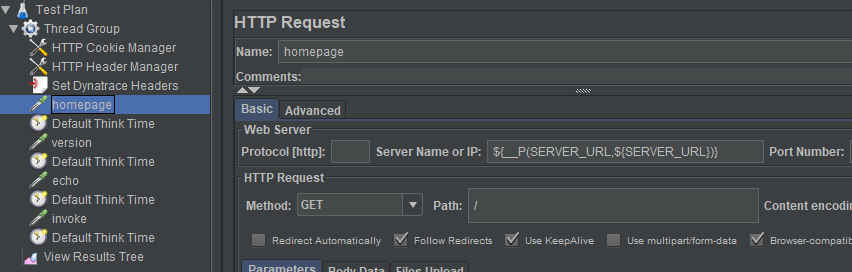 Test Plan
Thread Group
HTTP Cookie Manager
HTTP Header Manager
Set Dynatrace Headers
homepage
Default Think Time
version
Default Think Time
echo
Default Think Time
invoke
Default Think Time
View Results Tree
HTTP Request
Name: homepage
Comments:
Basic Advanced
Web Server
Protocol [http]: Server Name or IP: ${__P(SERVER_URL,${SERVER_URL})} Port Number:
HTTP Request
Method: GET Path: / Content encodin
Redirect Automatically Follow Redirects Use KeepAlive Use multipart/form-data Browser-compatib
Parameters Body Data Files Upload